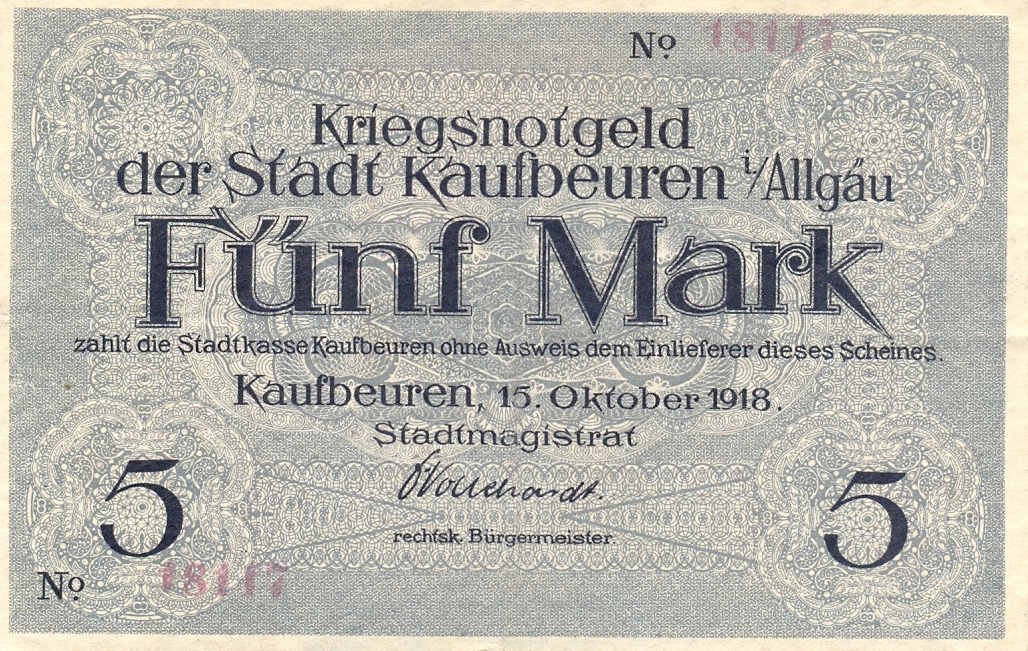 Nº 18117
Kriegsnotgeld
der Stadt Kaufbeuren i/Allgäu
Fünf Mark
zahlt die Stadtkasse Kaufbeuren ohne Ausweis dem Einlieferer dieses Scheines.
Kaufbeuren, 15. Oktober 1918.
Stadtmagistrat
rechtsk. Bürgermeister.
5 5
Nº 18117